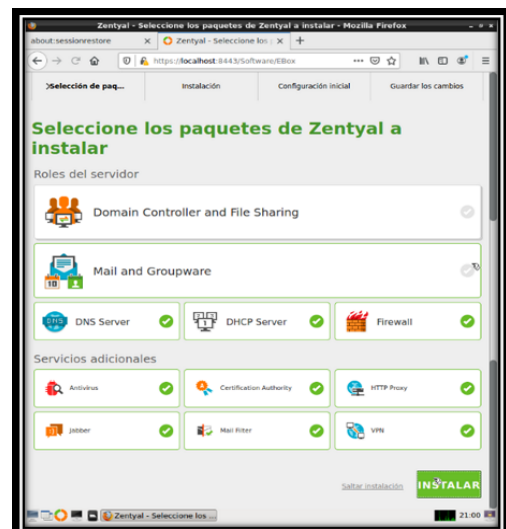 Zentyal - Seleccione los paquetes de Zentyal a instalar - Mozilla Firefox
about:sessionrestore
Zentyal - Seleccione los
https://localhost:8443/Software/EBox
Selección de paq...
Instalación
Configuración inicial
Guardar los cambios
Seleccione los paquetes de Zentyal a
instalar
Roles del servidor
Domain Controller and File Sharing
Mail and Groupware
10
DNS
DNS Server
DHCP Server
Firewall
Servicios adicionales
Antivirus
Certification Authority
HTTP Proxy
Jabber
Mail Filter
VPN
Saltar instalación
INSTALAR
Zentyal - Seleccione los ...
21:00